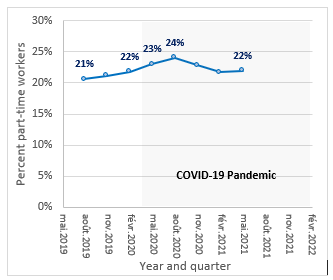 30%
25%
20%
15%
10%
5%
0%
Percent part-time workers
21%
22%
23%
24%
22%
COVID-19 Pandemic
mai.2019
août.2019
nov.2019
févr.2020
mai.2020
août.2020
nov.2020
févr.2021
mai.2021
août.2021
nov.2021
févr.2022
Year and quarter